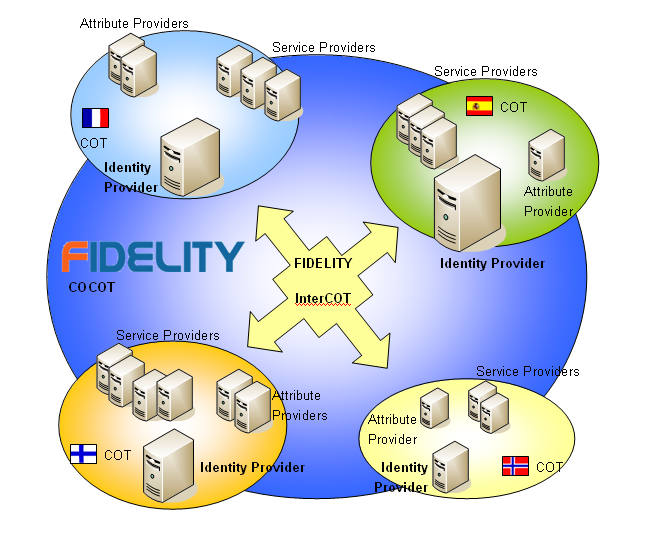 Attribute Providers
Service Providers
COT
Identity
Provider
Service Providers
COT
Attribute
Provider
Identity Provider
FIDELITY
COCOT
FIDELITY
InterCOT
Service Providers
Attribute
Providers
COT
Identity Provider
Service Providers
Attribute
Provider
Identity
Provider
COT